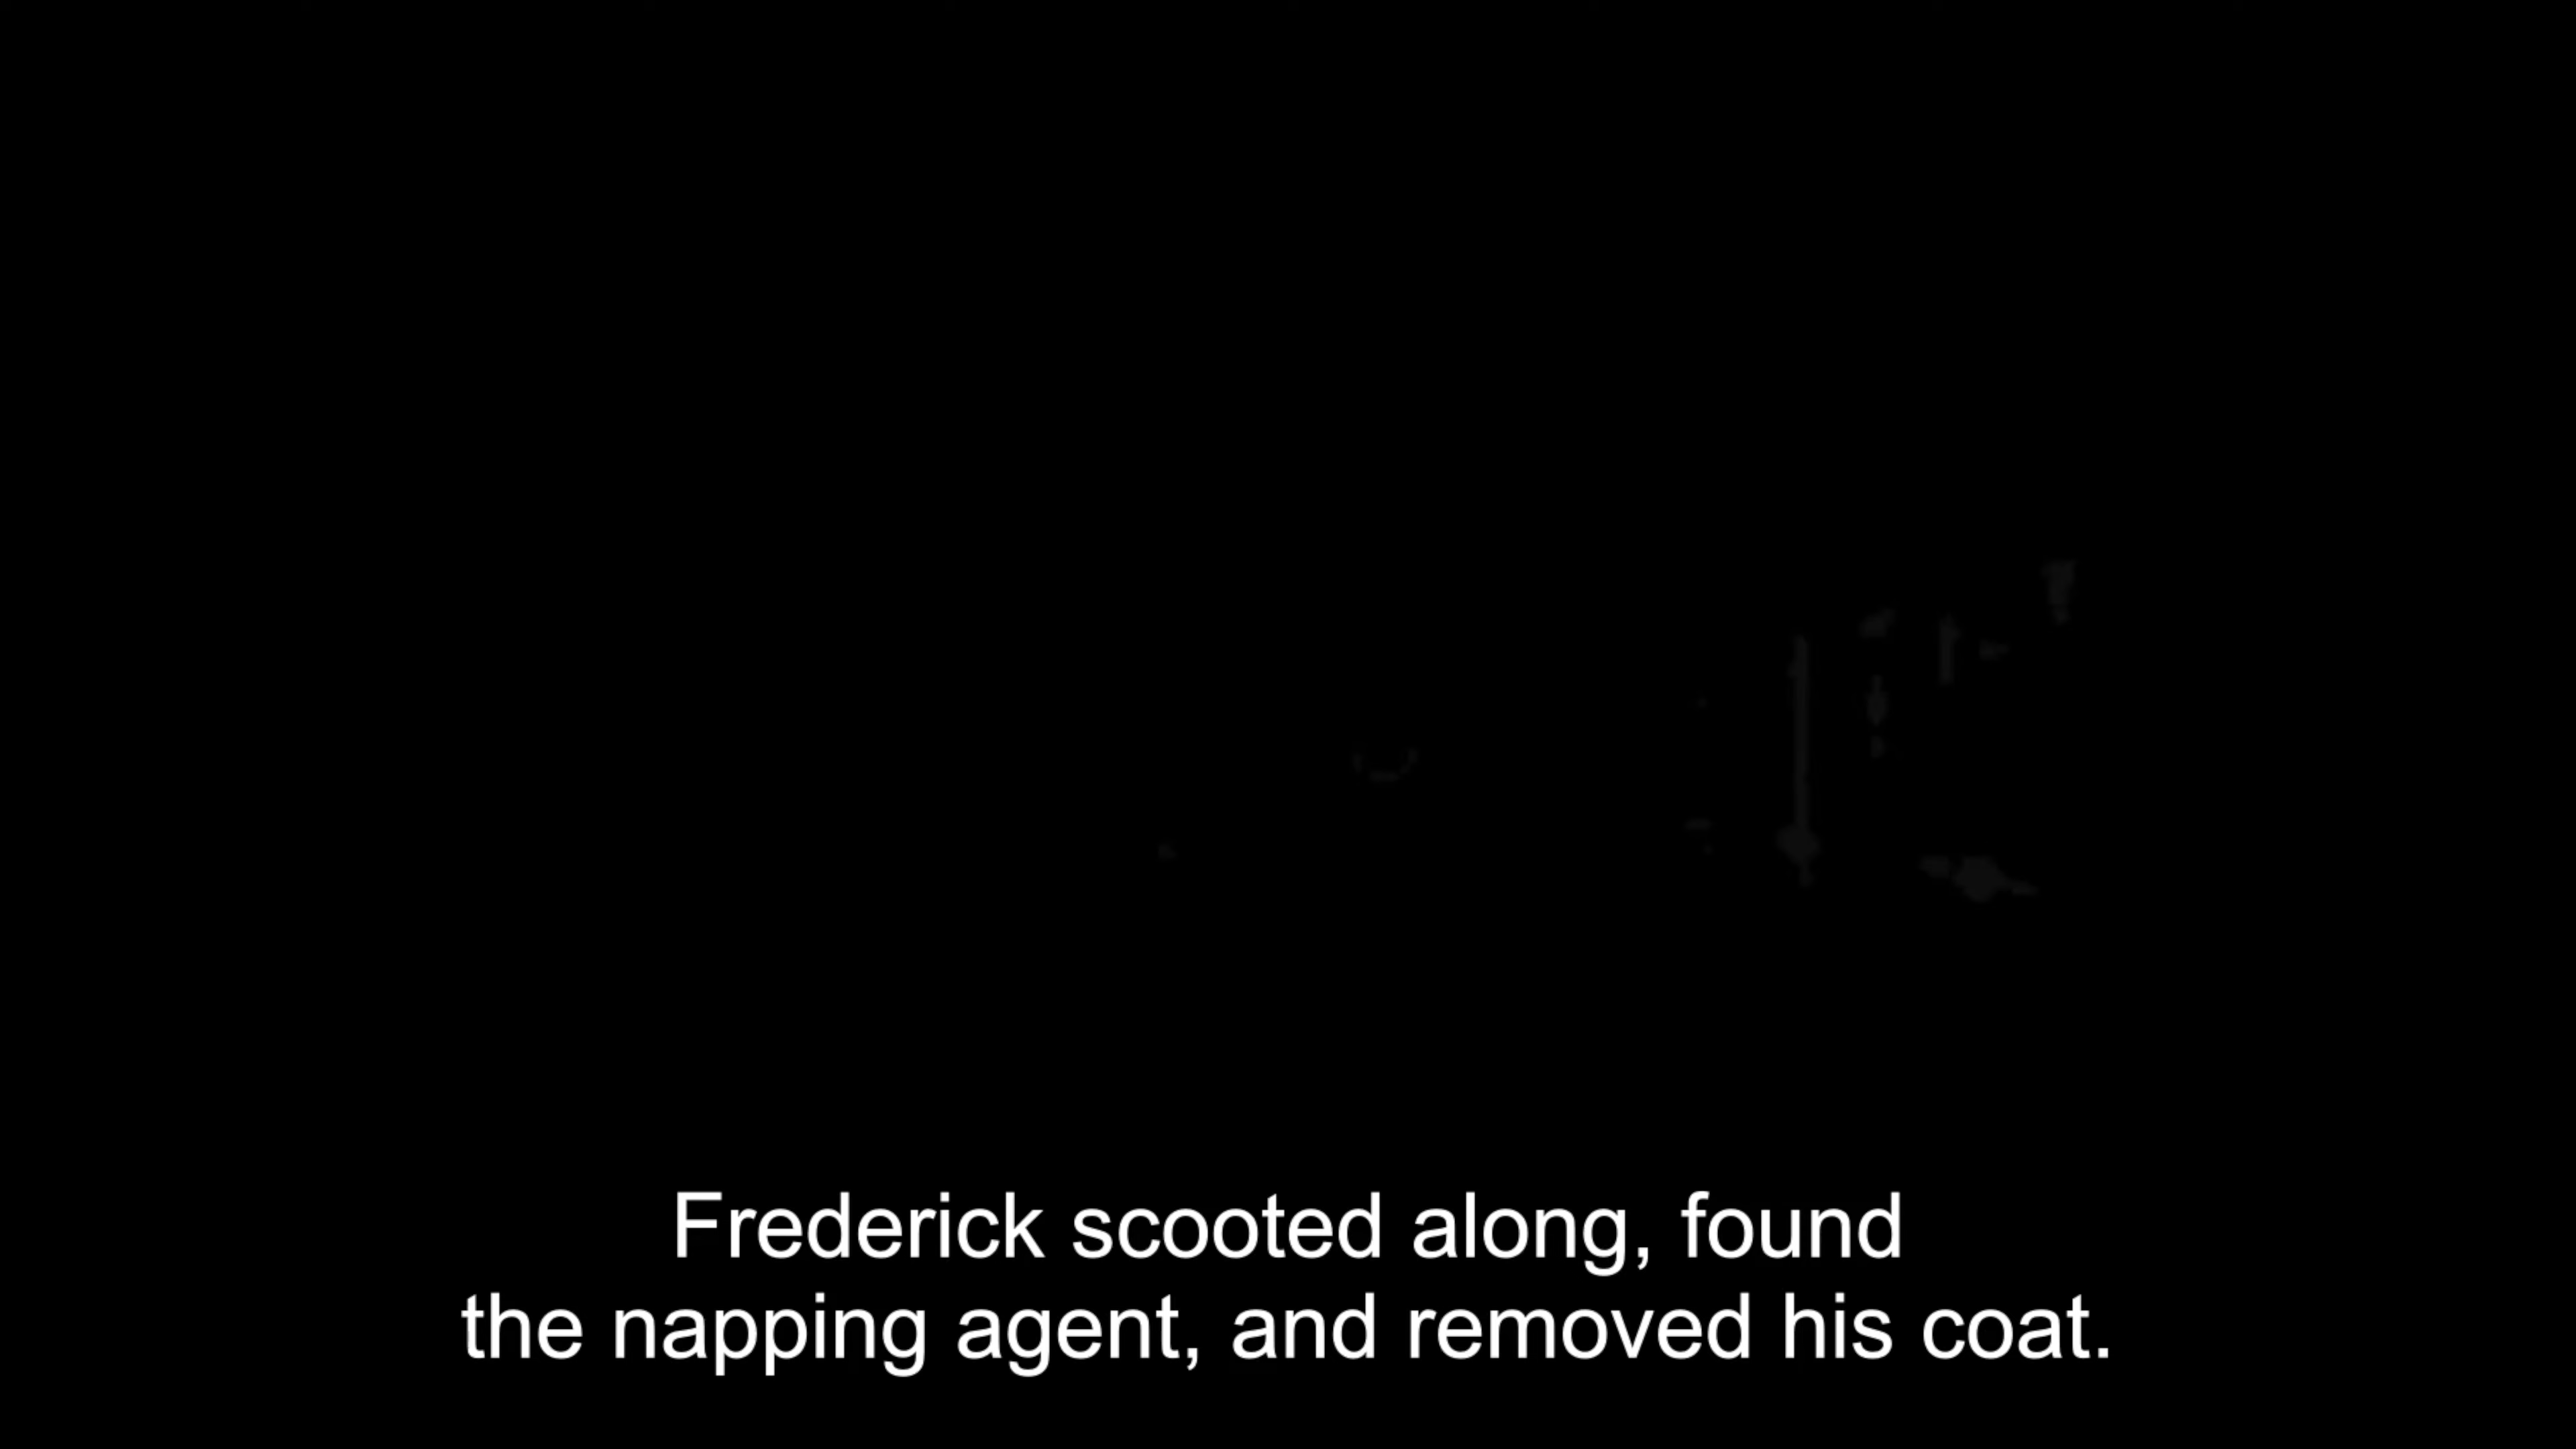 Frederick scooted along, found
the napping agent, and removed his coat.